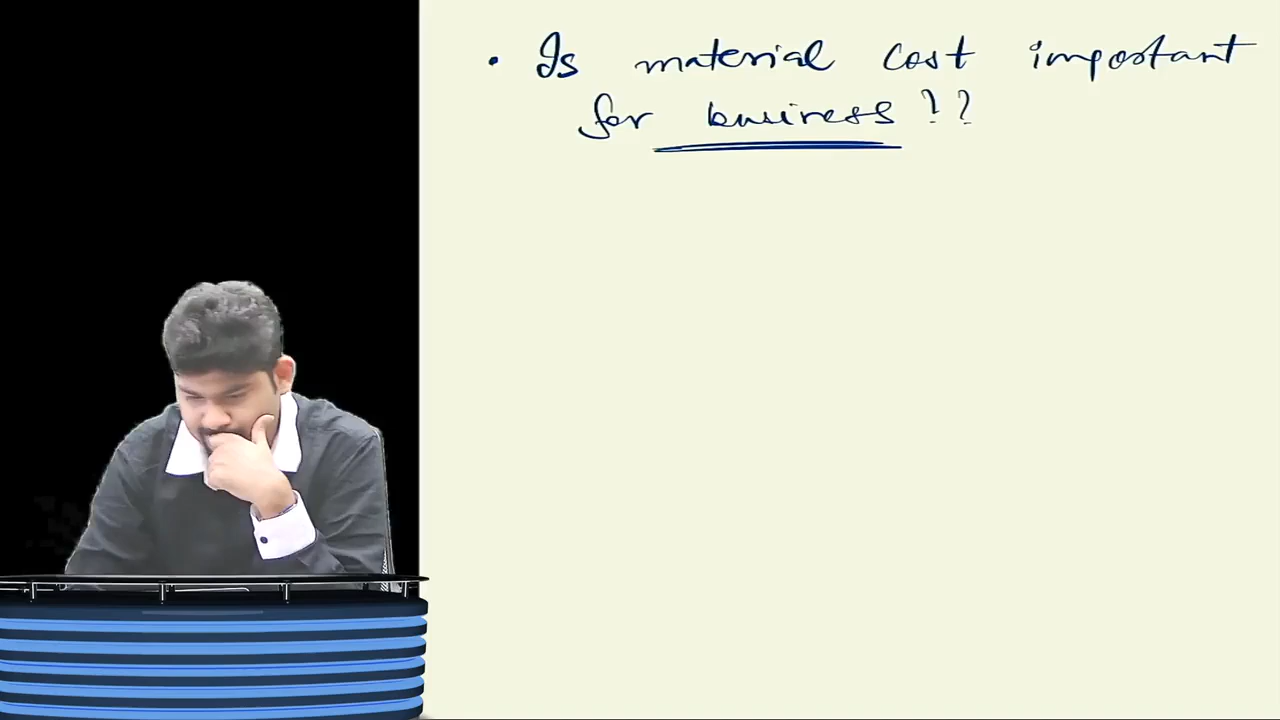 • Is material cost important
for business ??